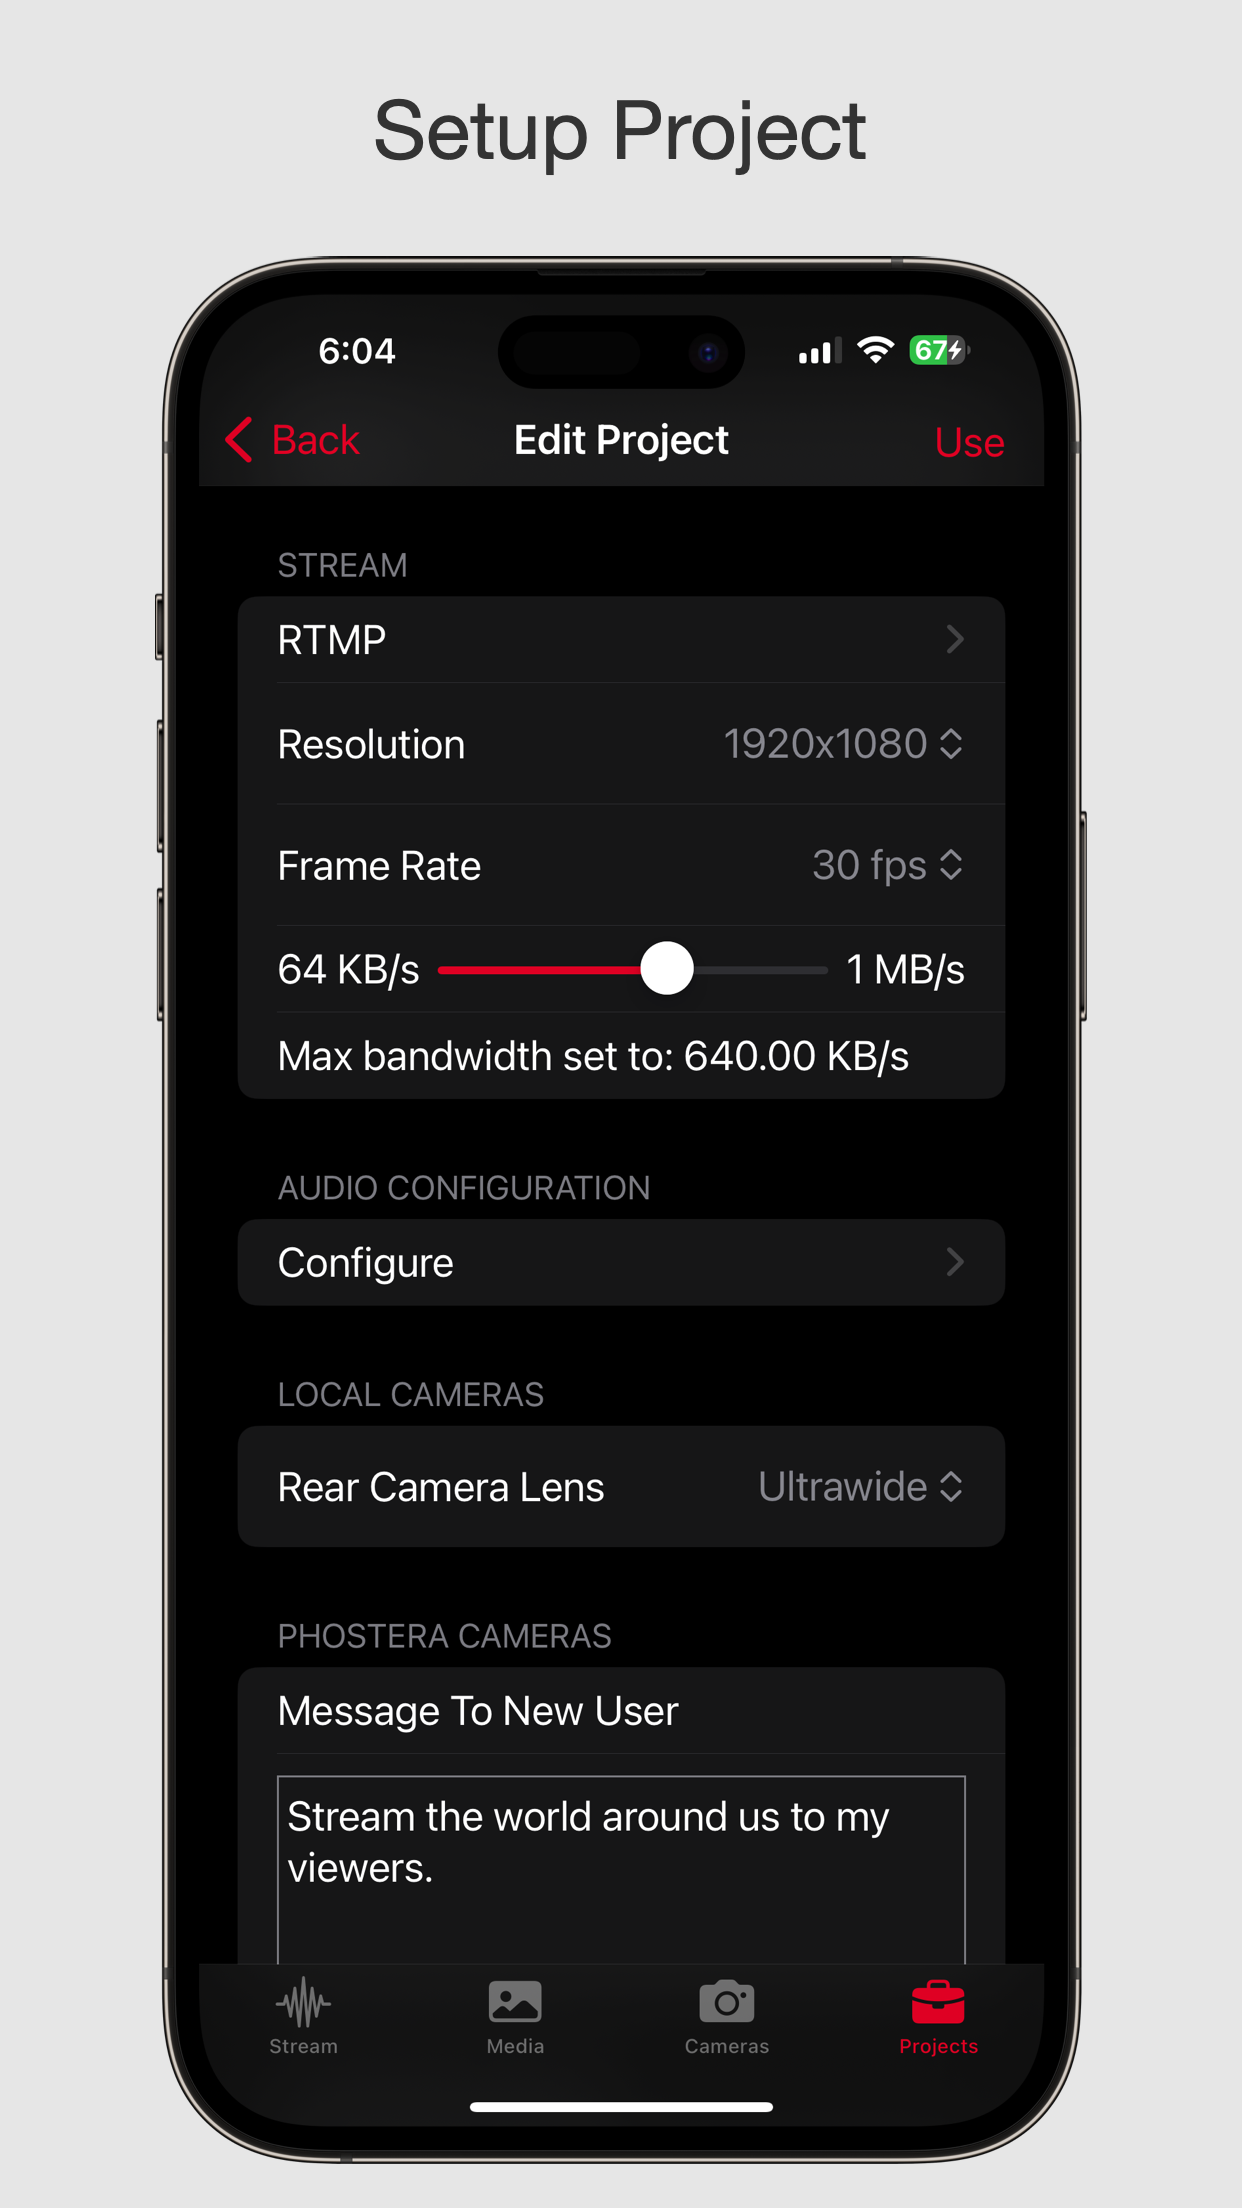 Setup Project
6:04
67
Back
Edit Project
Use
STREAM
RTMP
Resolution
1920x1080
Frame Rate
30 fps
64 KB/s
1 MB/s
Max bandwidth set to: 640.00 KB/s
AUDIO CONFIGURATION
Configure
LOCAL CAMERAS
Rear Camera Lens
Ultrawide
PHOSTERA CAMERAS
Message To New User
Stream the world around us to my
viewers.
Stream
Media
Cameras
Projects